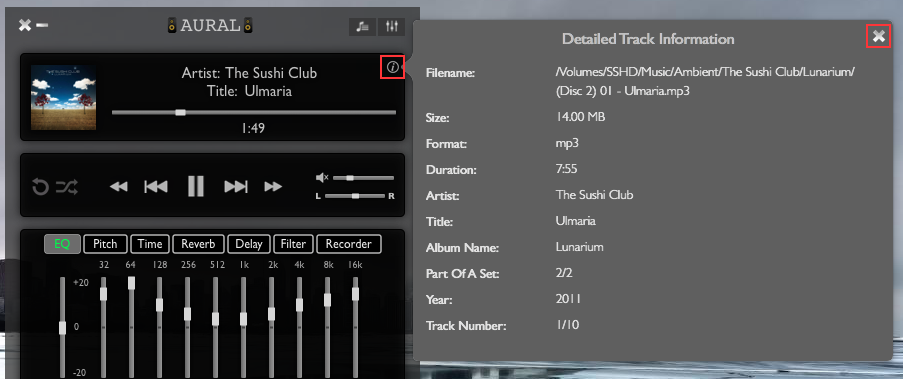 AURAL
Artist: The Sushi Club
Title: Ulmaria
1:49
L R
EQ Pitch Time Reverb Delay Filter Recorder
32 64 128 256 512 1k 2k 4k 8k 16k
+20
0
-20
i
Detailed Track Information
Filename: /Volumes/SSHD/Music/Ambient/The Sushi Club/Lunarium/
(Disc 2) 01 - Ulmaria.mp3
Size: 14.00 MB
Format: mp3
Duration: 7:55
Artist: The Sushi Club
Title: Ulmaria
Album Name: Lunarium
Part Of A Set: 2/2
Year: 2011
Track Number: 1/10